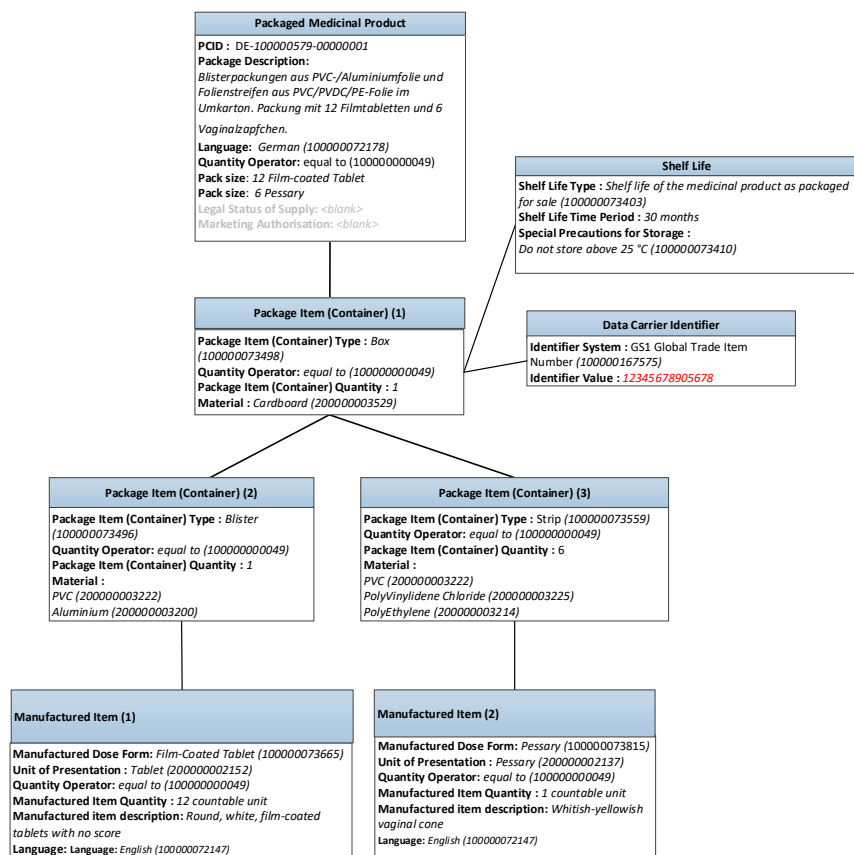 Packaged Medicinal Product
PCID : DE-100000579-00000001
Package Description:
Blisterpackungen aus PVC-/Aluminiumfolie und
Folienstreifen aus PVC/PVDC/PE-Folie im
Umkarton. Packung mit 12 Filmtabletten und 6
Vaginalzapfchen.
Language: German (100000072178)
Quantity Operator: equal to (100000000049)
Pack size: 12 Film-coated Tablet
Pack size: 6 Pessary
Legal Status of Supply: <blank>
Marketing Authorisation: <blank>
Shelf Life
Shelf Life Type : Shelf life of the medicinal product as packaged
for sale (100000073403)
Shelf Life Time Period : 30 months
Special Precautions for Storage :
Do not store above 25 °C (100000073410)
Package Item (Container) (1)
Package Item (Container) Type : Box
(100000073498)
Quantity Operator: equal to (100000000049)
Package Item (Container) Quantity : 1
Material : Cardboard (200000003529)
Data Carrier Identifier
Identifier System : GS1 Global Trade Item
Number (100000167575)
Identifier Value : 12345678905678
Package Item (Container) (2)
Package Item (Container) Type : Blister
(100000073496)
Quantity Operator: equal to (100000000049)
Package Item (Container) Quantity : 1
Material :
PVC (200000003222)
Aluminium (200000003200)
Package Item (Container) (3)
Package Item (Container) Type : Strip (100000073559)
Quantity Operator: equal to (100000000049)
Package Item (Container) Quantity : 6
Material :
PVC (200000003222)
PolyVinylidene Chloride (200000003225)
PolyEthylene (200000003214)
Manufactured Item (1)
Manufactured Dose Form: Film-Coated Tablet (100000073665)
Unit of Presentation : Tablet (200000002152)
Quantity Operator: equal to (100000000049)
Manufactured Item Quantity : 12 countable unit
Manufactured item description: Round, white, film-coated
tablets with no score
Language: Language: English (100000072147)
Manufactured Item (2)
Manufactured Dose Form: Pessary (100000073815)
Unit of Presentation : Pessary (200000002137)
Quantity Operator: equal to (100000000049)
Manufactured Item Quantity : 1 countable unit
Manufactured item description: Whitish-yellowish
vaginal cone
Language: English (100000072147)